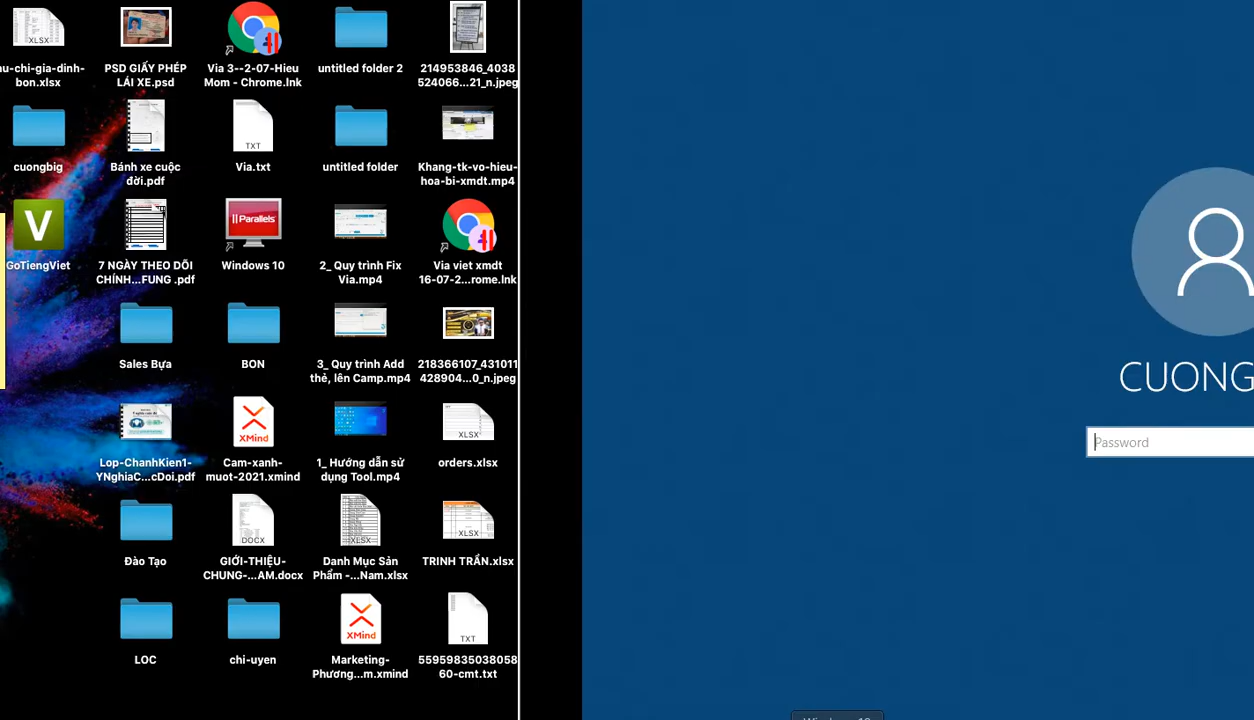 u-chi-gia-dinh-
bon.xlsx
PSD GIẤY PHÉP
LÁI XE.psd
Via 3--2-07-Hieu
Mom - Chrome.lnk
untitled folder 2
214953846_4038
524066...21_n.jpeg
XLSX
cuongbig
Bánh xe cuộc
đời.pdf
TXT
Via.txt
untitled folder
Khang-tk-vo-hieu-
hoa-bi-xmdt.mp4
V
GoTiengViet
7 NGÀY THEO DÕI
CHÍNH...FUNG .pdf
Parallels
Windows 10
2_ Quy trình Fix
Via.mp4
Via viet xmdt
16-07-2...rome.lnk
Sales Bựa
BON
3_ Quy trình Add
thẻ, lên Camp.mp4
218366107_431011
428904...0_n.jpeg
Lop-ChanhKien1-
YNghiaC...cDoi.pdf
XMind
Cam-xanh-
muot-2021.xmind
1_ Hướng dẫn sử
dụng Tool.mp4
XLSX
orders.xlsx
Đào Tạo
DOCX
GIỚI-THIỆU-
CHUNG-...AM.docx
XLSX
Danh Mục Sản
Phẩm -...Nam.xlsx
XLSX
TRINH TRẦN.xlsx
LOC
chi-uyen
XMind
Marketing-
Phương...m.xmind
TXT
55959835038058
60-cmt.txt
CUONG
Password